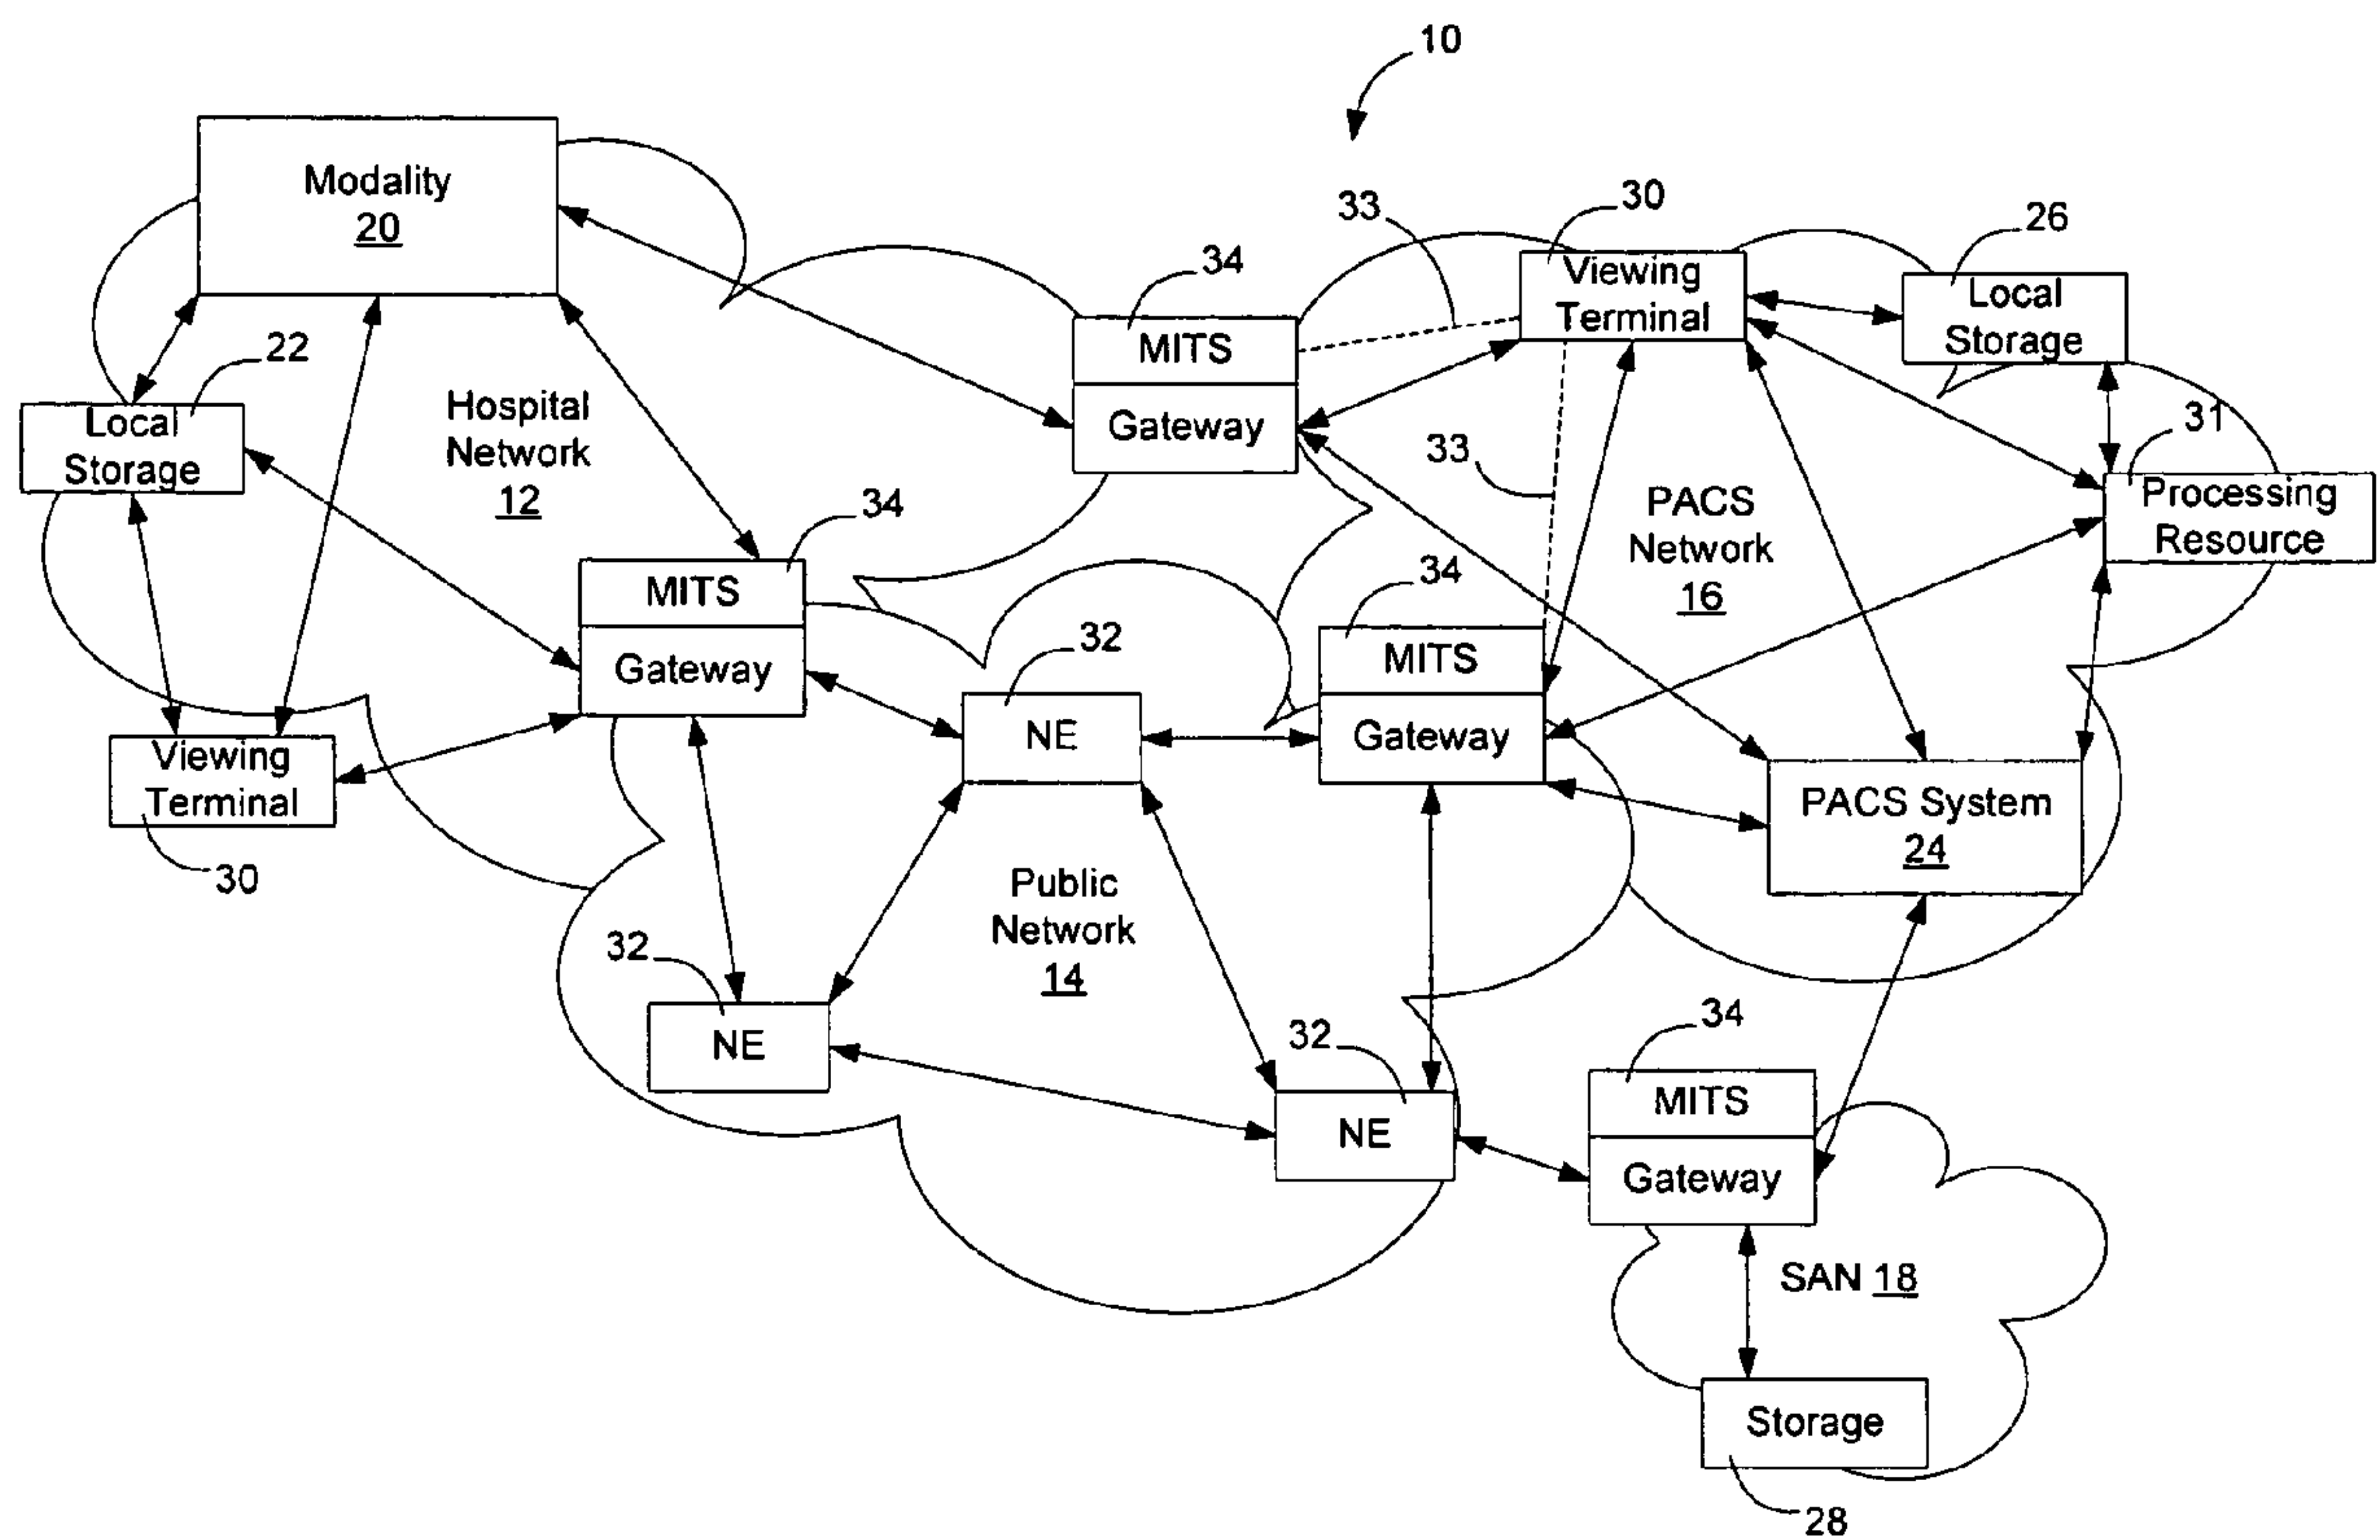 10
Modality
20
33
30
Viewing
Terminal
26
Local
Storage
34
MITS
Gateway
22
Local
Storage
Hospital
Network
12
33
PACS
Network
16
31
Processing
Resource
34
MITS
Gateway
32
NE
34
MITS
Gateway
Viewing
Terminal
30
PACS System
24
Public
Network
14
32
NE
32
NE
34
MITS
Gateway
SAN 18
Storage
28